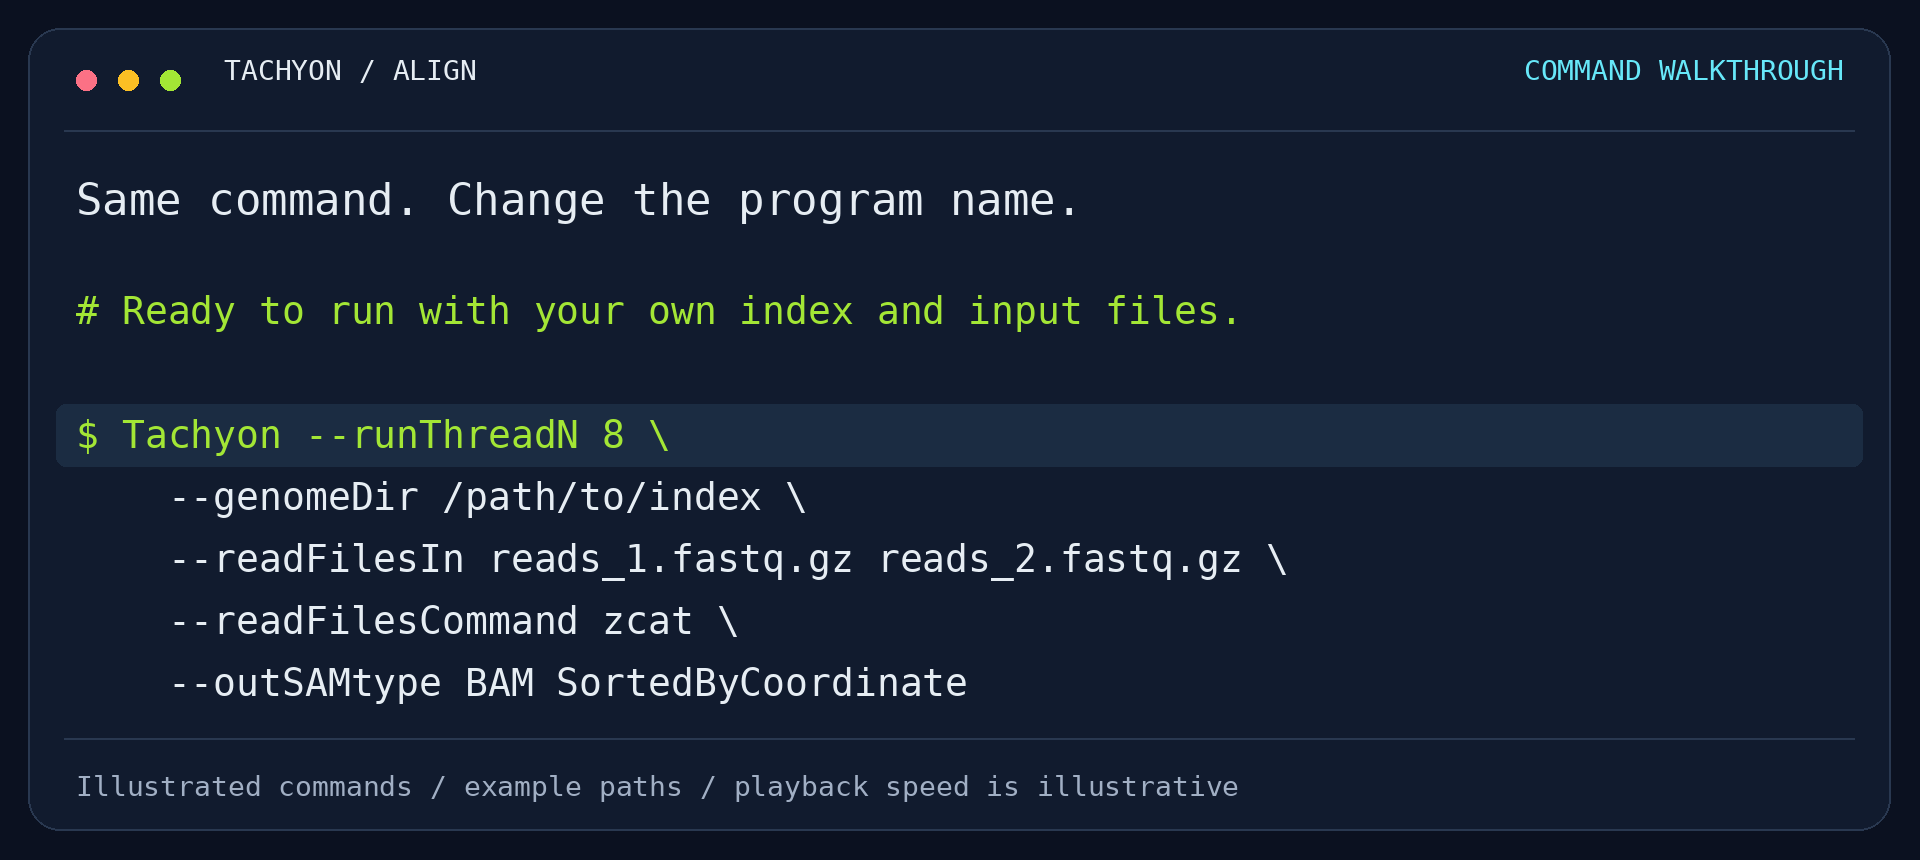 TACHYON / ALIGN
COMMAND WALKTHROUGH
Same command. Change the program name.
# Ready to run with your own index and input files.
$ Tachyon --runThreadN 8 \
--genomeDir /path/to/index \
--readFilesIn reads_1.fastq.gz reads_2.fastq.gz \
--readFilesCommand zcat \
--outSAMtype BAM SortedByCoordinate
Illustrated commands / example paths / playback speed is illustrative